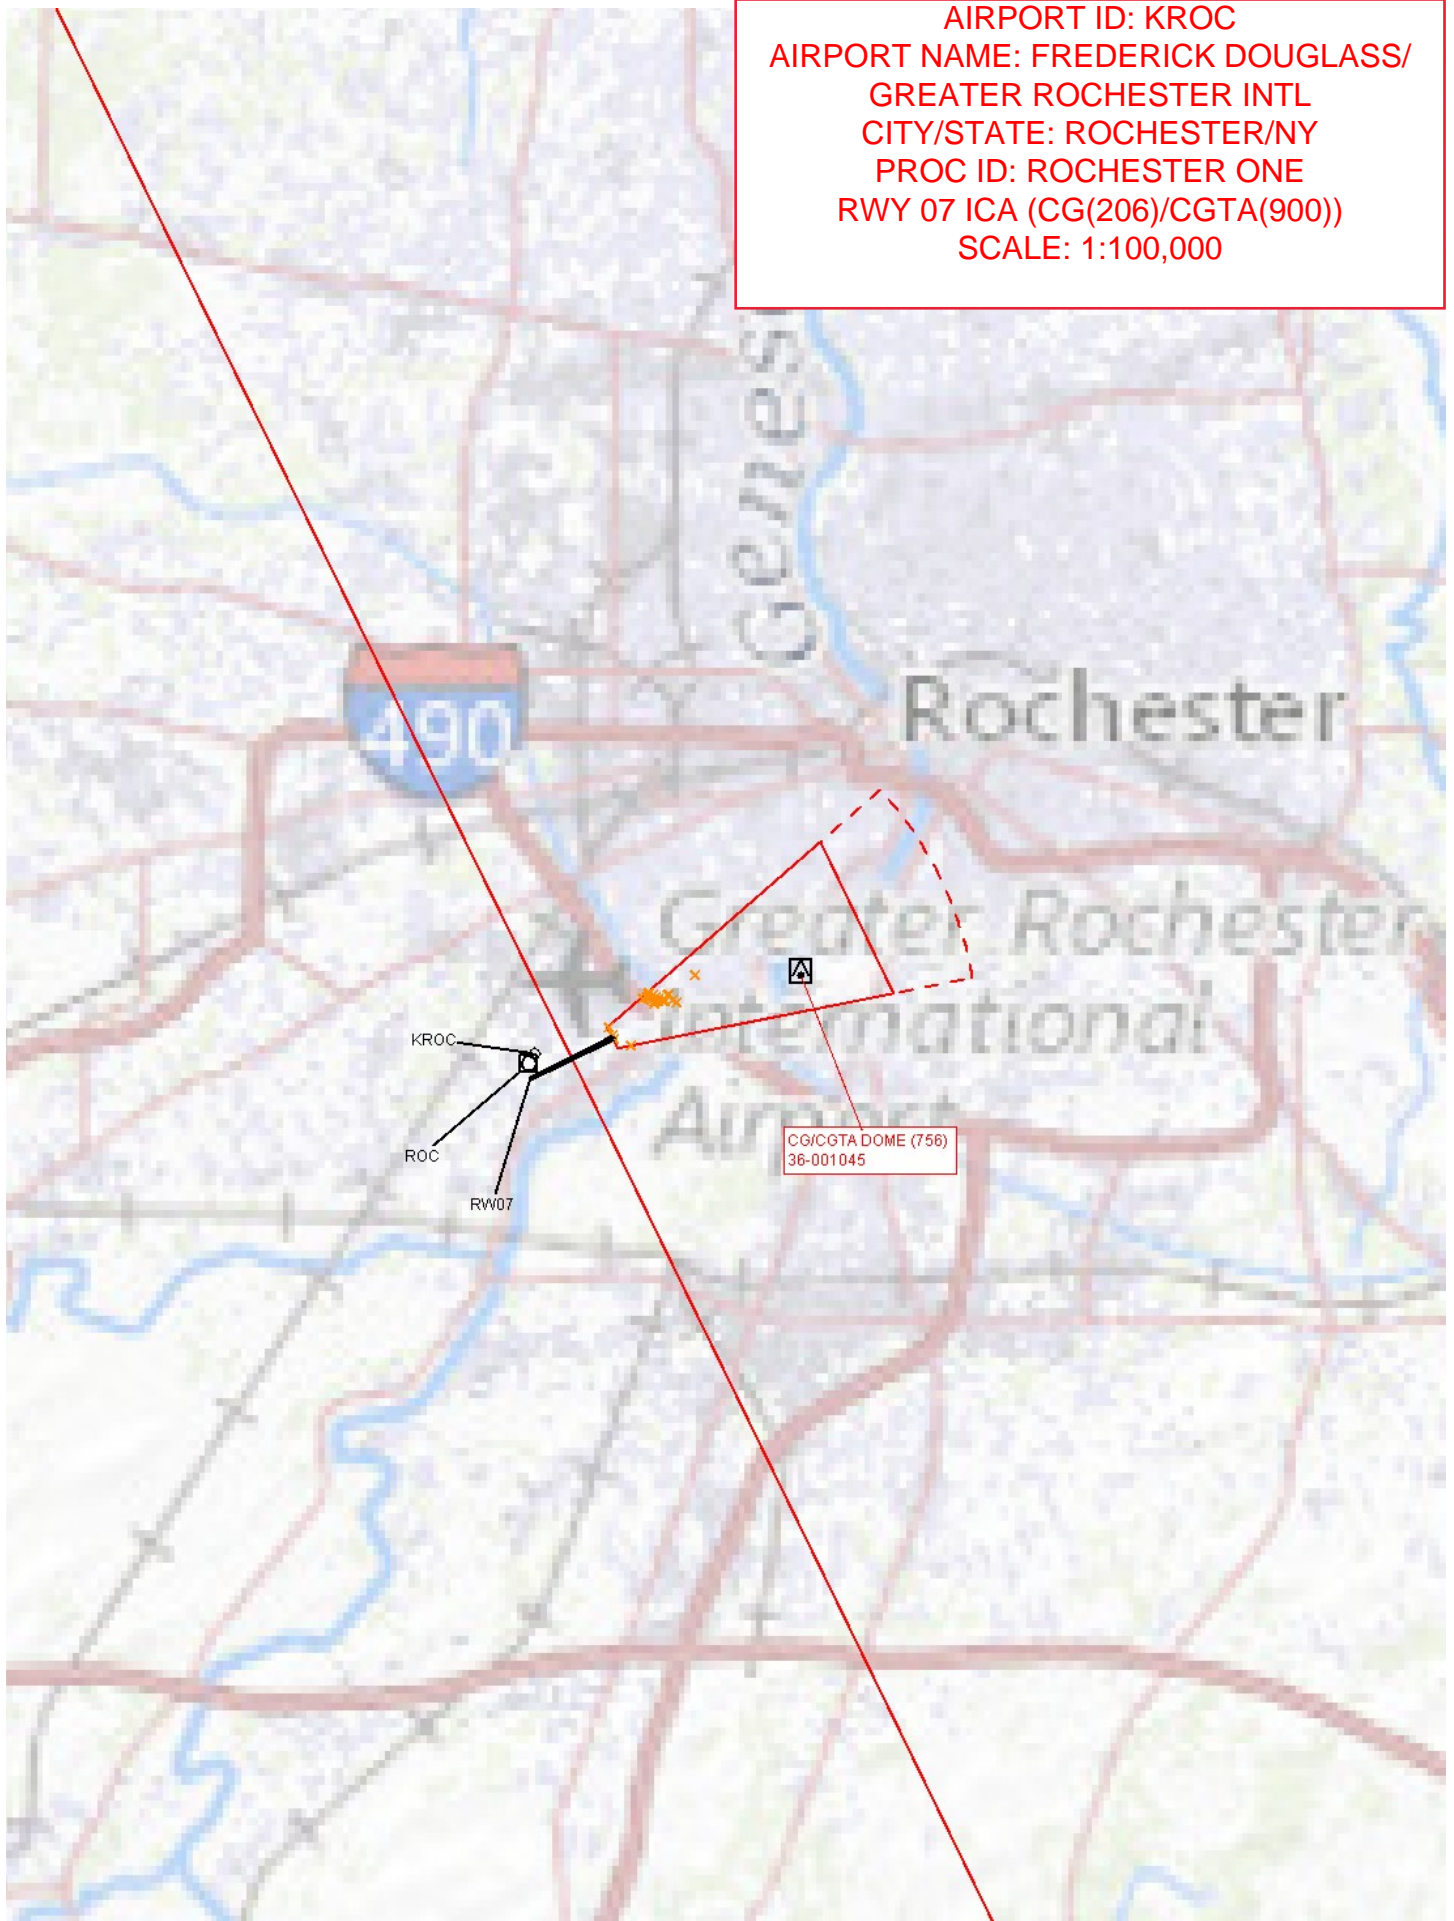 AIRPORT ID: KROC
AIRPORT NAME: FREDERICK DOUGLASS/
GREATER ROCHESTER INTL
CITY/STATE: ROCHESTER/NY
PROC ID: ROCHESTER ONE
RWY 07 ICA (CG(206)/CGTA(900))
SCALE: 1:100,000
Genes
490
Rochester
Greater Rochester
International
Airport
KROC
ROC
RW07
CG/CGTA DOME (756)
36-001045